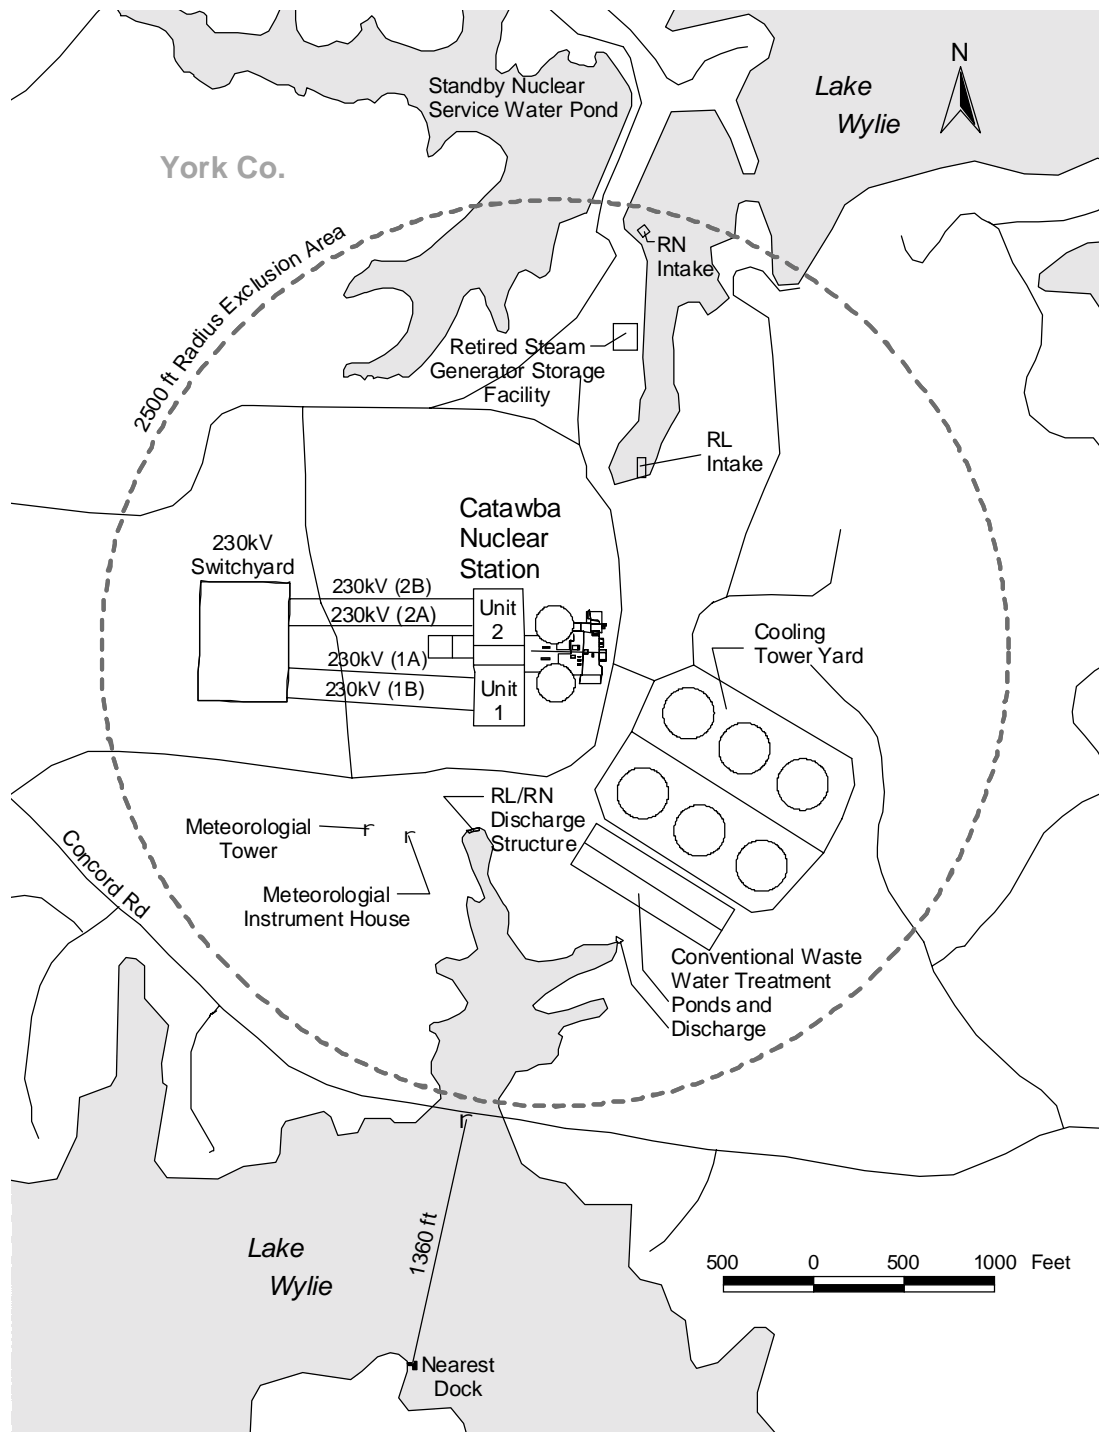 Standby Nuclear
Service Water Pond
Lake
Wylie
N
York Co.
2500 ft Radius Exclusion Area
RN
Intake
Retired Steam
Generator Storage
Facility
RL
Intake
Catawba
Nuclear
Station
230kV
Switchyard
230kV (2B)
230kV (2A)
230kV (1A)
230kV (1B)
Unit
2
Unit
1
Cooling
Tower Yard
RL/RN
Discharge
Structure
Meteorologial
Tower
Meteorologial
Instrument House
Concord Rd
Conventional Waste
Water Treatment
Ponds and
Discharge
1360 ft
Lake
Wylie
500 0 500 1000 Feet
Nearest
Dock